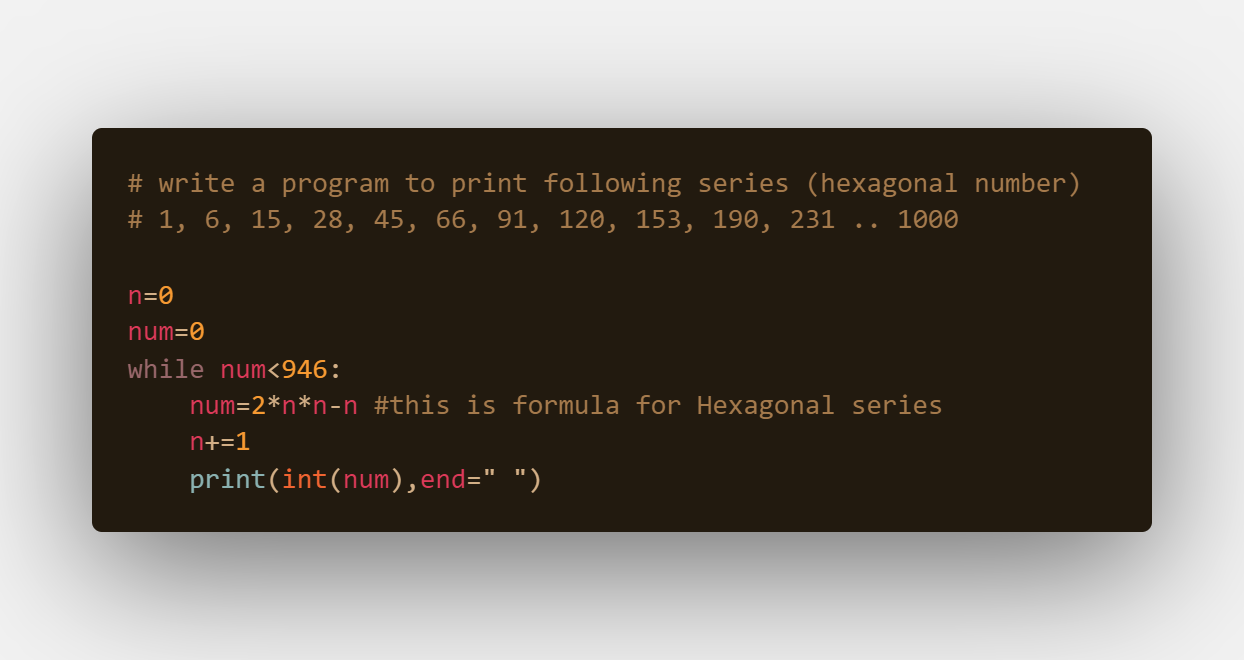 # write a program to print following series (hexagonal number)
# 1, 6, 15, 28, 45, 66, 91, 120, 153, 190, 231 .. 1000
n=0
num=0
while num<946:
    num=2*n*n-n #this is formula for Hexagonal series
    n+=1
    print(int(num),end=" ")